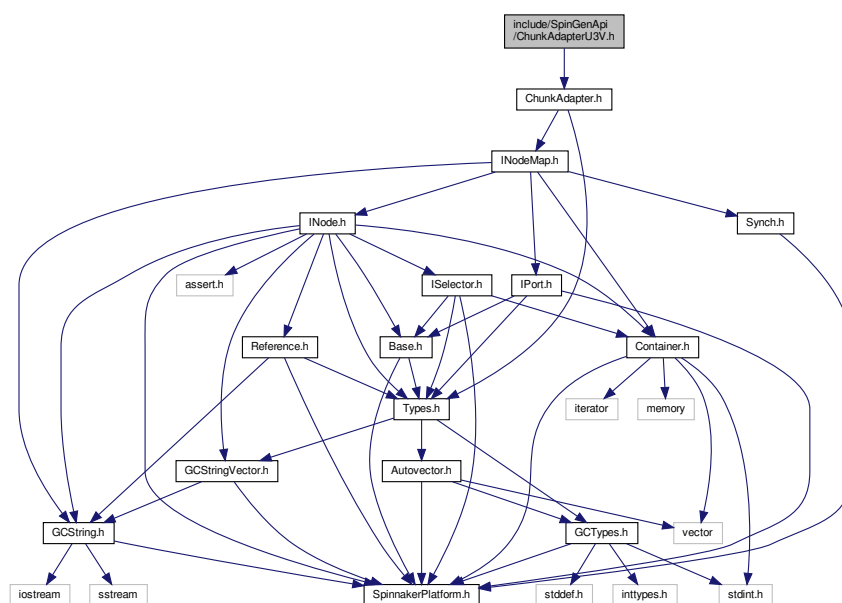 include/SpinGenApi
/ChunkAdapterU3V.h
ChunkAdapter.h
INodeMap.h
INode.h
Synch.h
assert.h
ISelector.h
IPort.h
Reference.h
Base.h
Container.h
Types.h
iterator
memory
GCStringVector.h
Autovector.h
GCString.h
GCTypes.h
vector
iostream
sstream
SpinnakerPlatform.h
stddef.h
inttypes.h
stdint.h